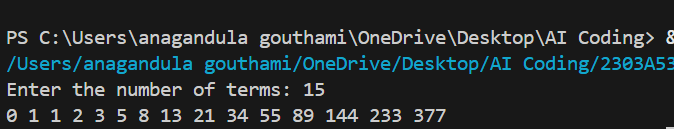 PS C:\Users\anagandula gouthami\OneDrive\Desktop\AI Coding> &
/Users/anagandula gouthami/OneDrive/Desktop/AI Coding/2303A53
Enter the number of terms: 15
0 1 1 2 3 5 8 13 21 34 55 89 144 233 377